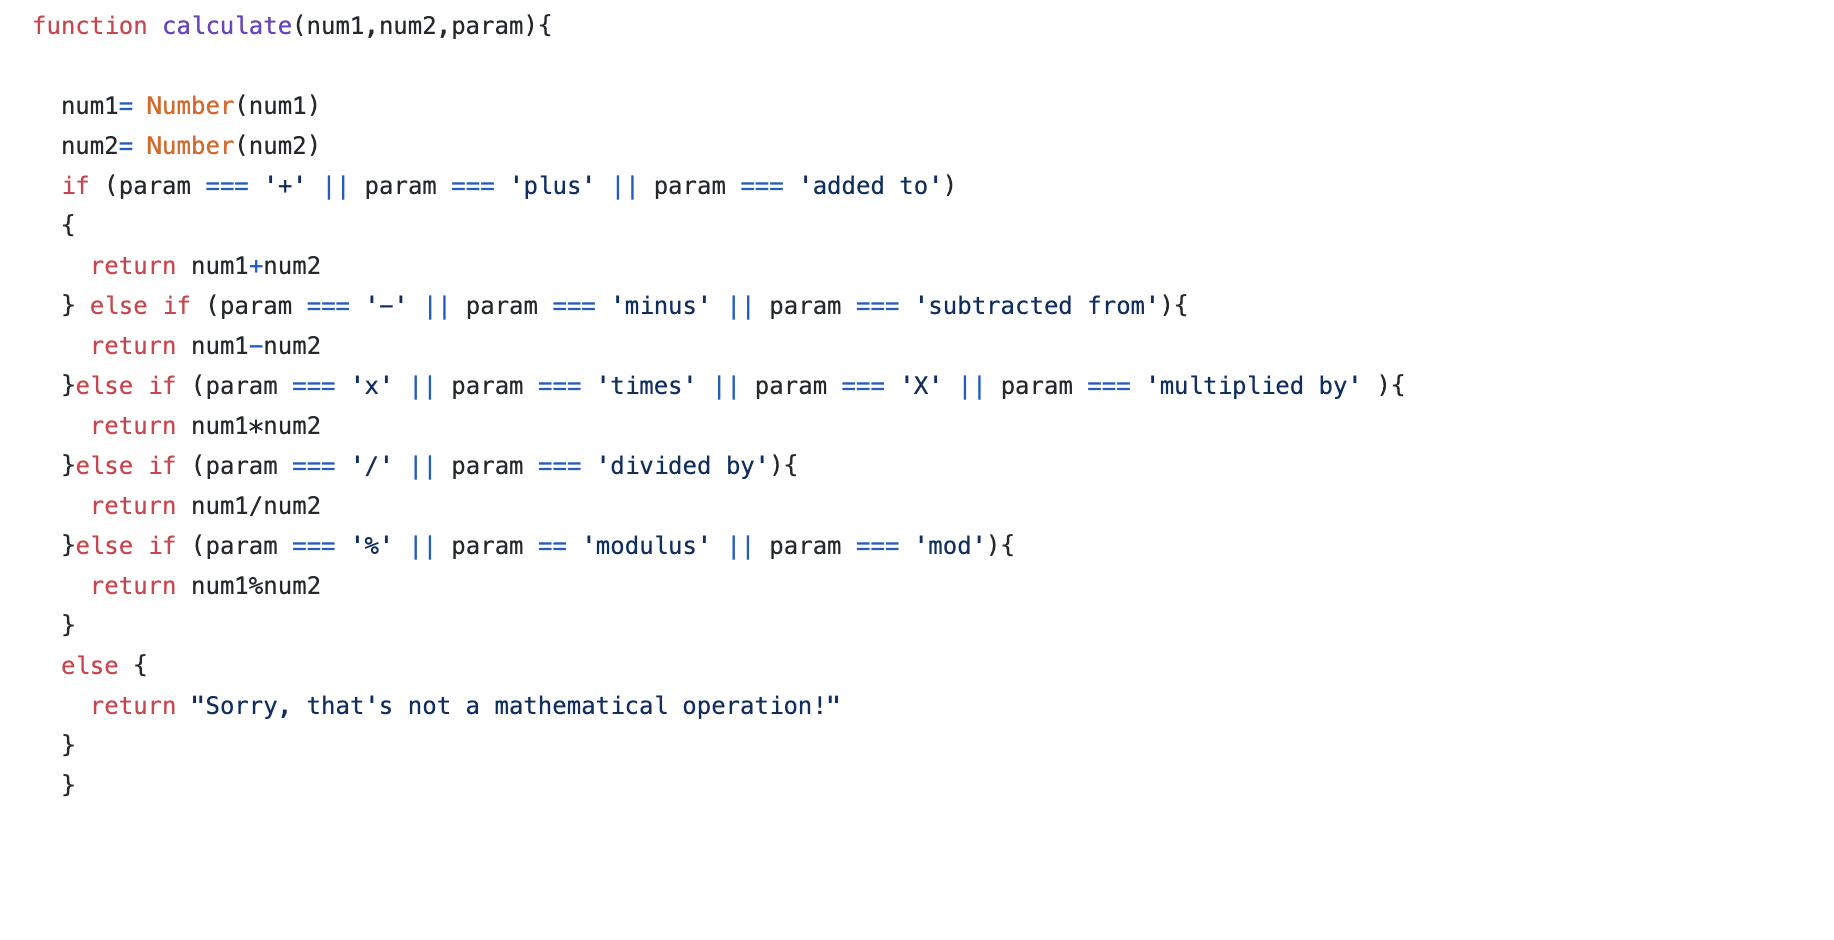 function calculate(num1,num2,param){
num1= Number(num1)
num2= Number(num2)
if (param === '+' || param === 'plus' || param === 'added to')
{
return num1+num2
} else if (param === '-' || param === 'minus' || param === 'subtracted from'){
return num1-num2
}else if (param === 'x' || param === 'times' || param === 'X' || param === 'multiplied by' ){
return num1*num2
}else if (param === '/' || param === 'divided by'){
return num1/num2
}else if (param === '%' || param == 'modulus' || param === 'mod'){
return num1%num2
}
else {
return "Sorry, that's not a mathematical operation!"
}
}